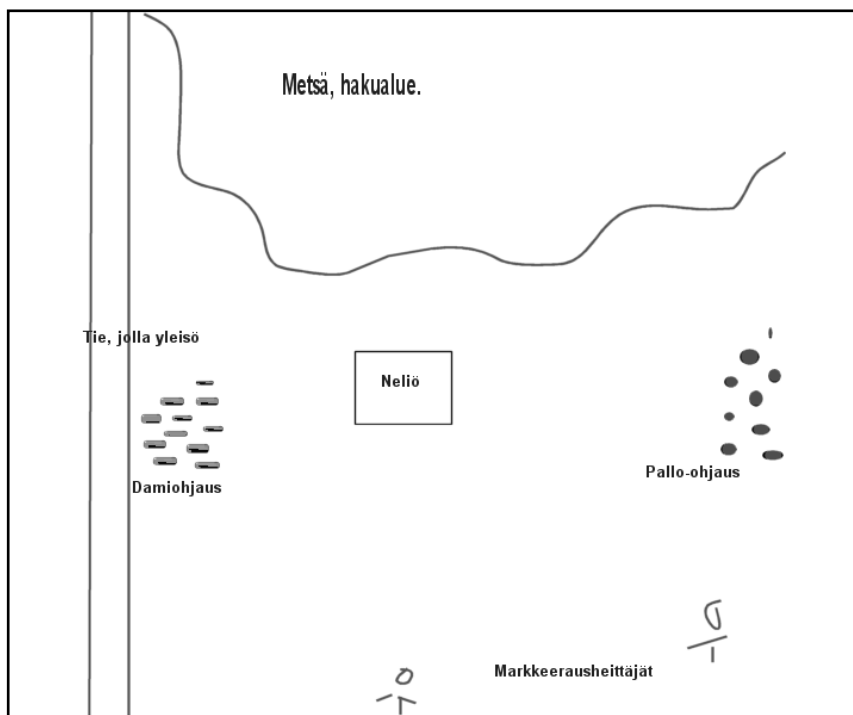 Metsä, hakualue.
Tie, jolla yleisö
Neliö
Damiohjaus
Pallo-ohjaus
Markkeerausheittäjät